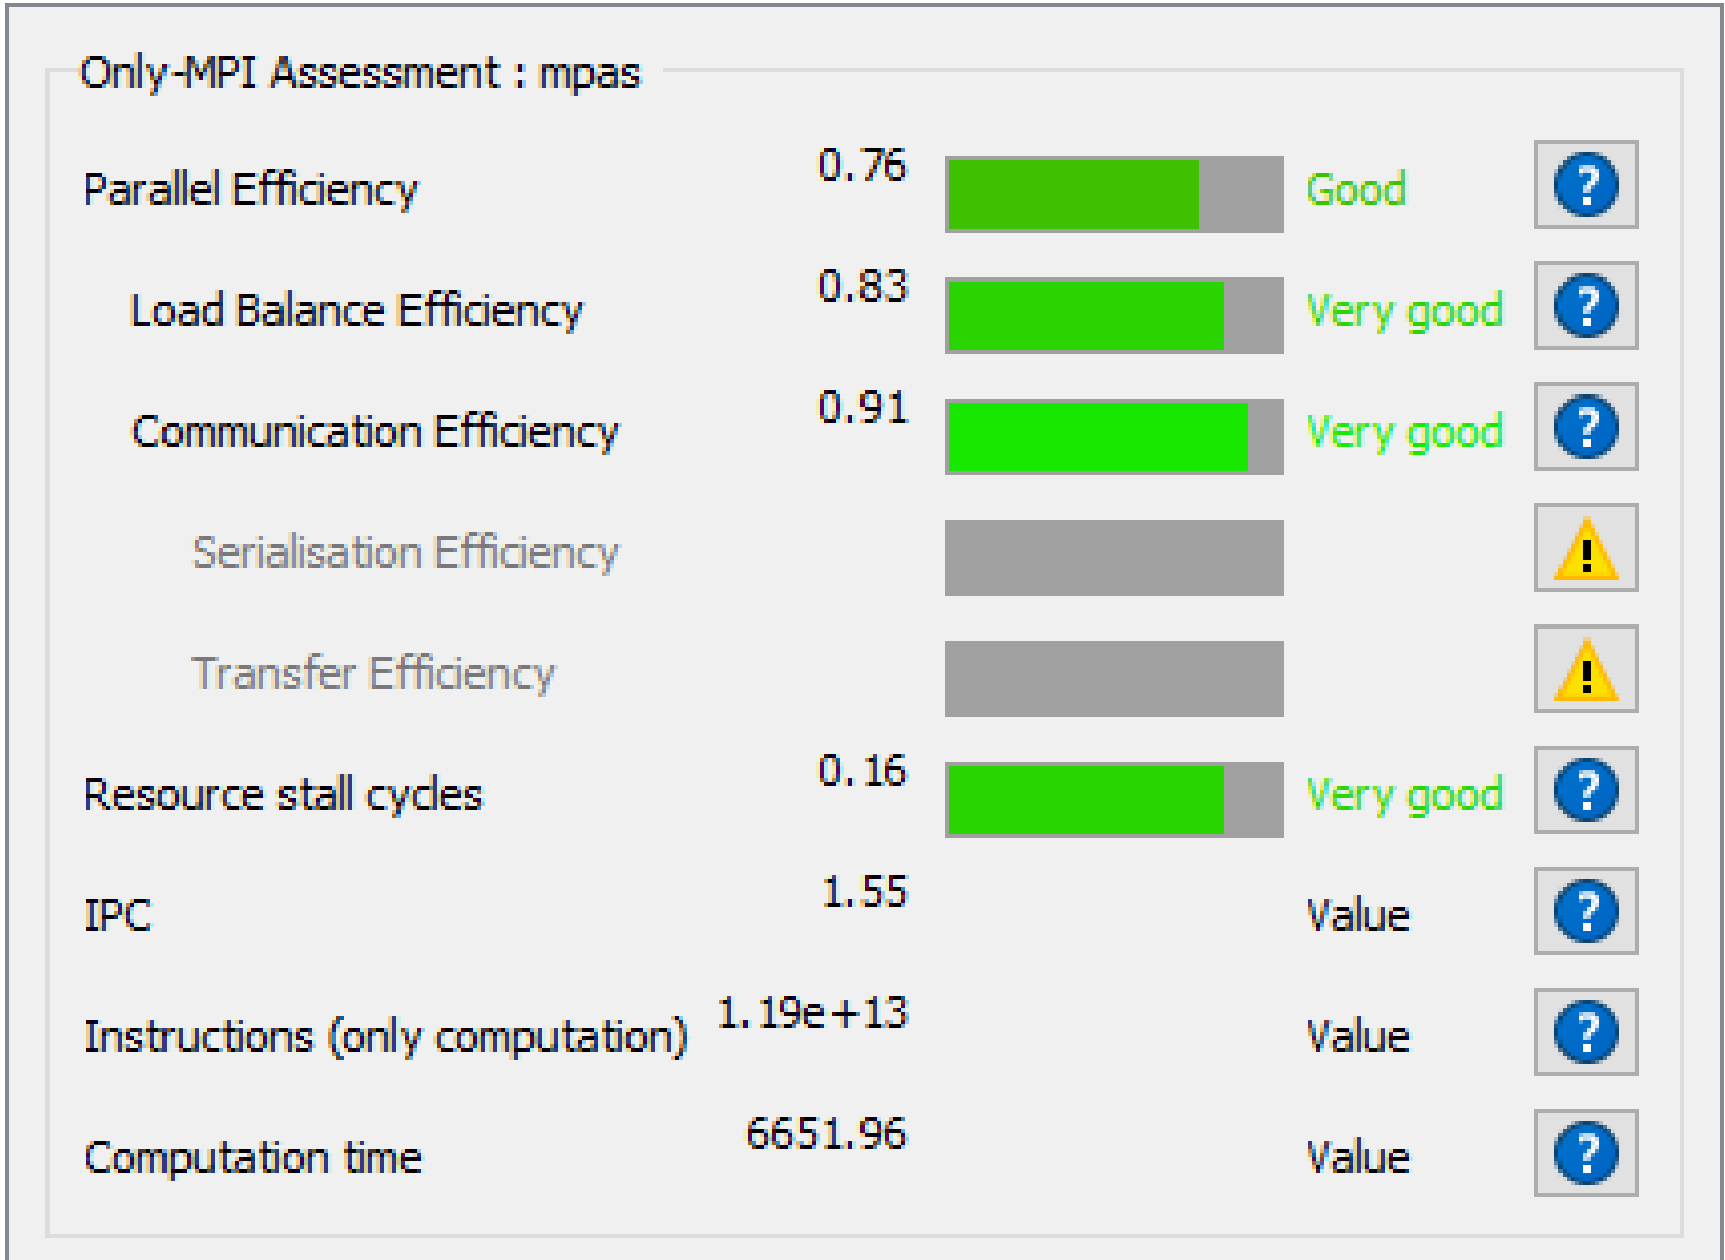 Only-MPI Assessment : mpas
Parallel Efficiency 0.76 Good ?
Load Balance Efficiency 0.83 Very good ?
Communication Efficiency 0.91 Very good ?
Serialisation Efficiency !
Transfer Efficiency !
Resource stall cycles 0.16 Very good ?
IPC 1.55 Value ?
Instructions (only computation) 1.19e+13 Value ?
Computation time 6651.96 Value ?